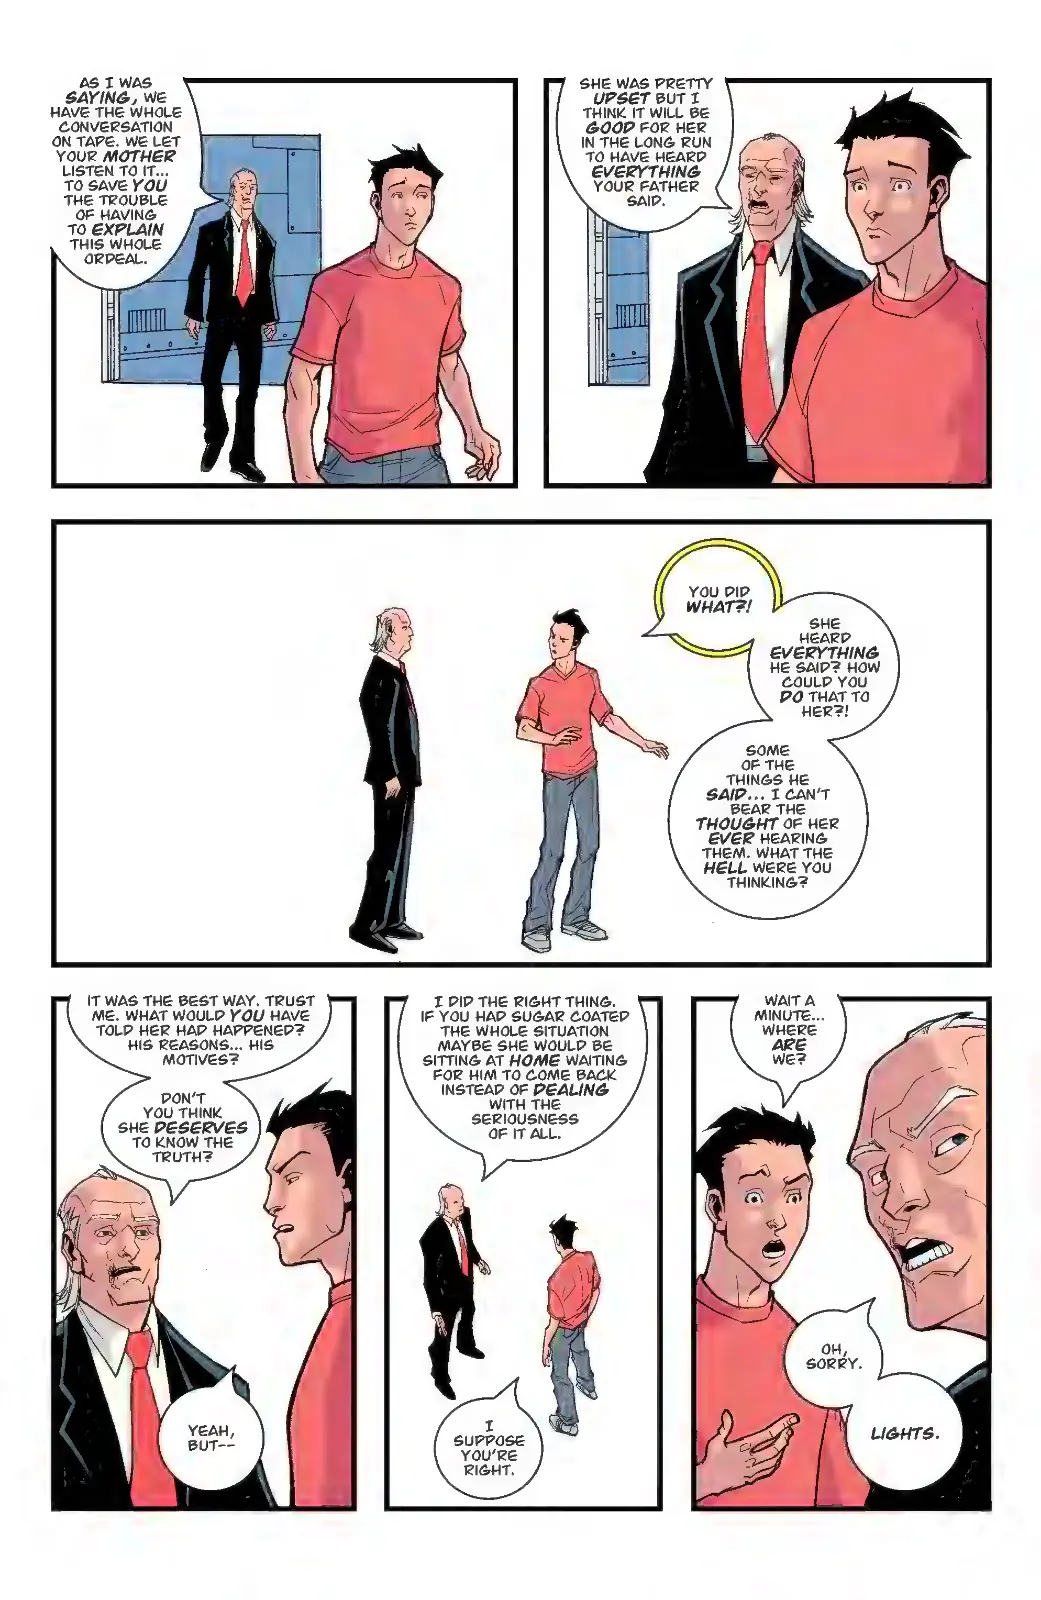 AS I WAS
SAYING, WE
HAVE THE WHOLE
CONVERSATION
ON TAPE. WE LET
YOUR MOTHER
LISTEN TO IT...
TO SAVE YOU
THE TROUBLE
OF HAVING
TO EXPLAIN
THIS WHOLE
ORDEAL.
SHE WAS PRETTY
UPSET BUT I
THINK IT WILL BE
GOOD FOR HER
IN THE LONG RUN
TO HAVE HEARD
EVERYTHING
YOUR FATHER
SAID.
YOU DID
WHAT?!
SHE
HEARD
EVERYTHING
HE SAID? HOW
COULD YOU
DO THAT TO
HER?!
SOME
OF THE
THINGS HE
SAID... I CAN'T
BEAR THE
THOUGHT OF HER
EVER HEARING
THEM. WHAT THE
HELL WERE YOU
THINKING?
IT WAS THE BEST WAY. TRUST
ME. WHAT WOULD YOU HAVE
TOLD HER HAD HAPPENED?
HIS REASONS... HIS
MOTIVES?
DON'T
YOU THINK
SHE DESERVES
TO KNOW THE
TRUTH?
YEAH,
BUT--
I DID THE RIGHT THING.
IF YOU HAD SUGAR COATED
THE WHOLE SITUATION
MAYBE SHE WOULD BE
SITTING AT HOME WAITING
FOR HIM TO COME BACK
INSTEAD OF DEALING
WITH THE
SERIOUSNESS
OF IT ALL.
I
SUPPOSE
YOU'RE
RIGHT.
WAIT A
MINUTE...
WHERE
ARE
WE?
OH,
SORRY.
LIGHTS.